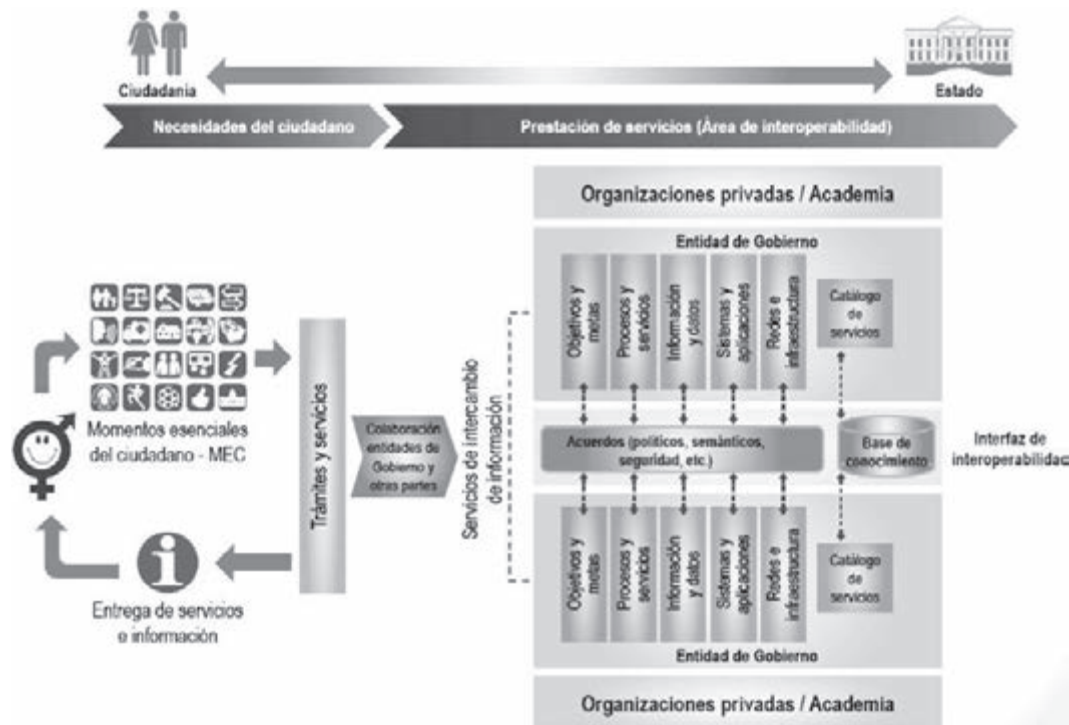 Ciudadania
Estado
Necesidades del ciudadano
Prestación de servicios (Área de interoperabilidad)
Organizaciones privadas / Academia
Entidad de Gobierno
Objetivos y
metas
Procesos y
servicios
Información
y datos
Sistemas y
aplicaciones
Redes e
infraestructura
Catálogo
de
servicios
Momentos esenciales
del ciudadano - MEC
Trámites y servicios
Colaboración
entidades de
Gobierno y
otras partes
Servicios de intercambio
de información
Acuerdos (políticos, semànticos,
seguridad, etc.)
Base de
conocimiento
Interfaz de
interoperabilidad
Entrega de servicios
e información
Objetivos y
metas
Procesos y
servicios
Información
y datos
Sistemas y
aplicaciones
Redes e
infraestructura
Catálogo
de
servicios
Entidad de Gobierno
Organizaciones privadas / Academia